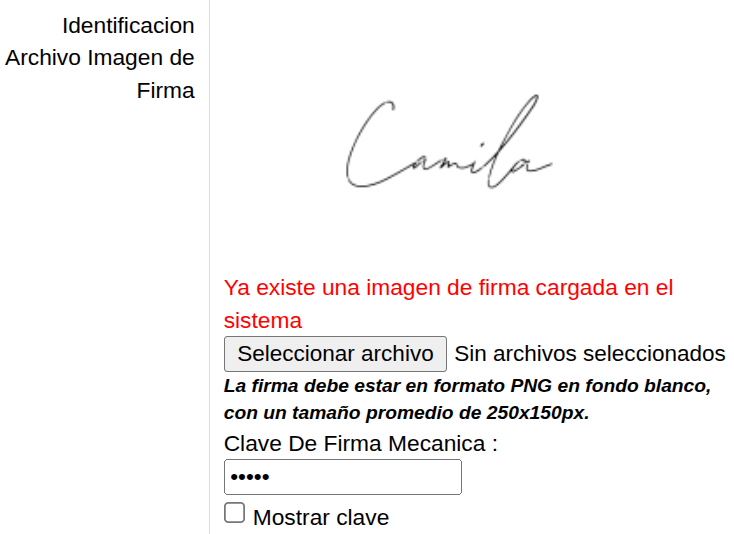 Identificacion
Archivo Imagen de
Firma
Camila
Ya existe una imagen de firma cargada en el
sistema
Seleccionar archivo Sin archivos seleccionados
La firma debe estar en formato PNG en fondo blanco,
con un tamaño promedio de 250x150px.
Clave De Firma Mecanica :
•••••
Mostrar clave